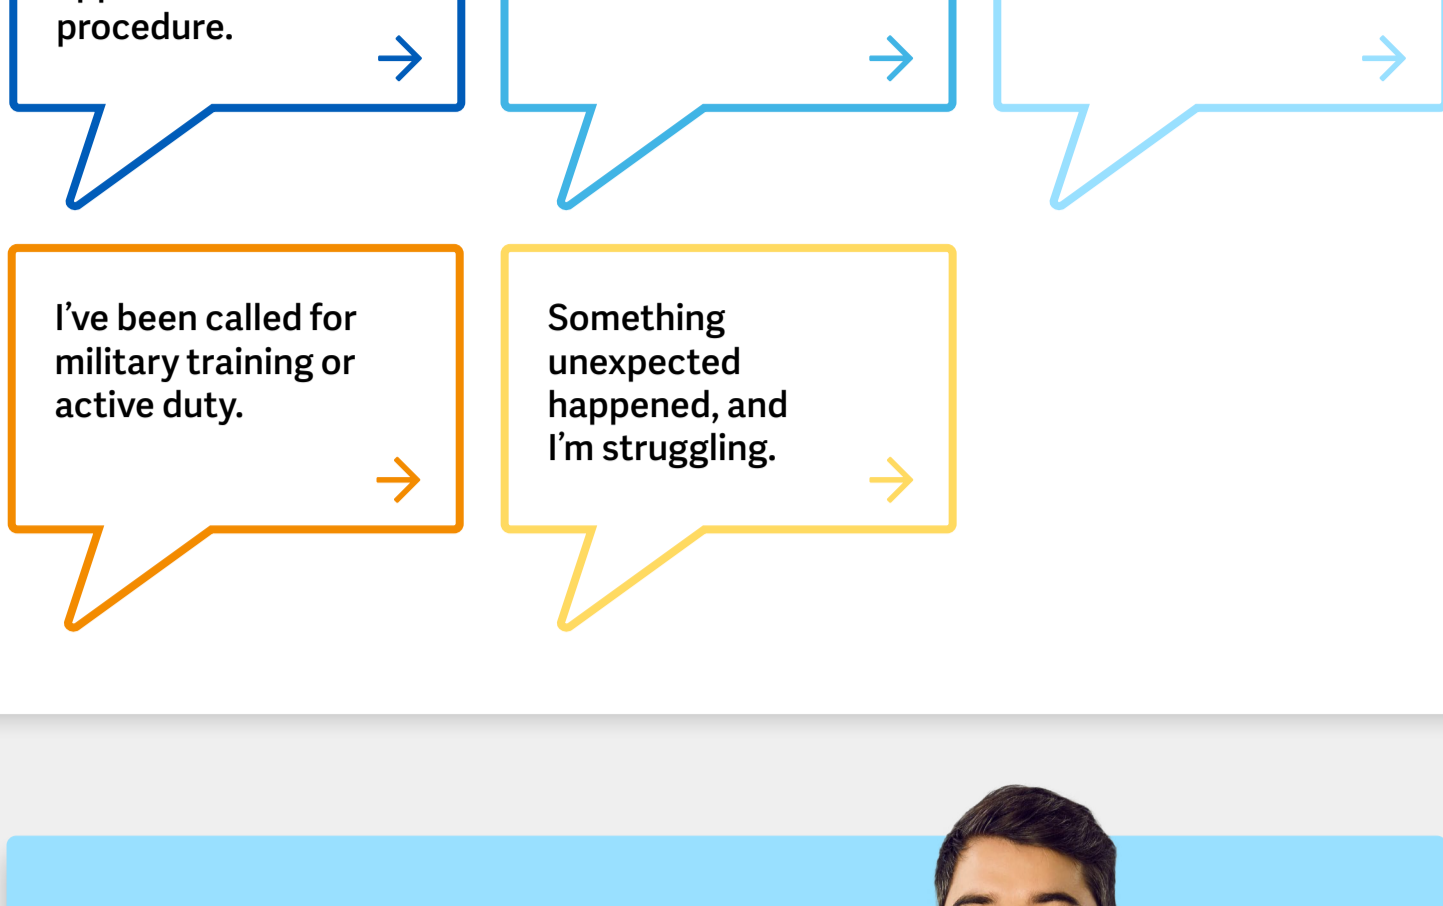 procedure.
I’ve been called for
military training or
active duty.
Something
unexpected
happened, and
I’m struggling.